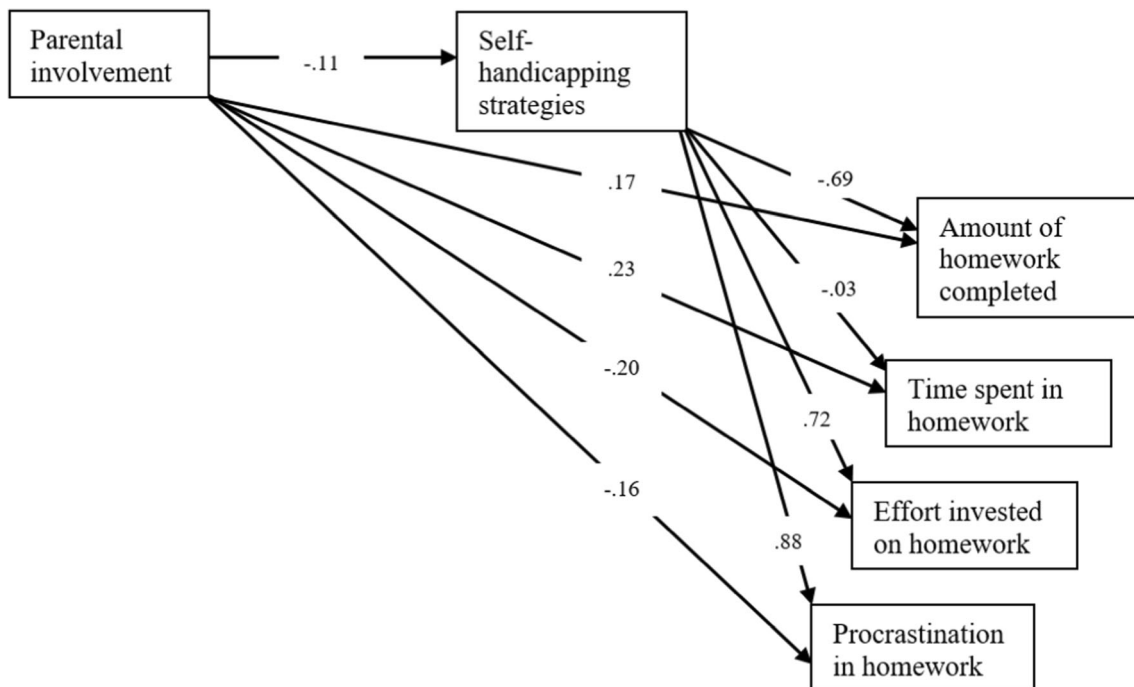 Parental
involvement
-.11
Self-
handicapping
strategies
.17
-.69
Amount of
homework
completed
.23
-.03
Time spent in
homework
-.20
.72
Effort invested
on homework
-.16
.88
Procrastination
in homework